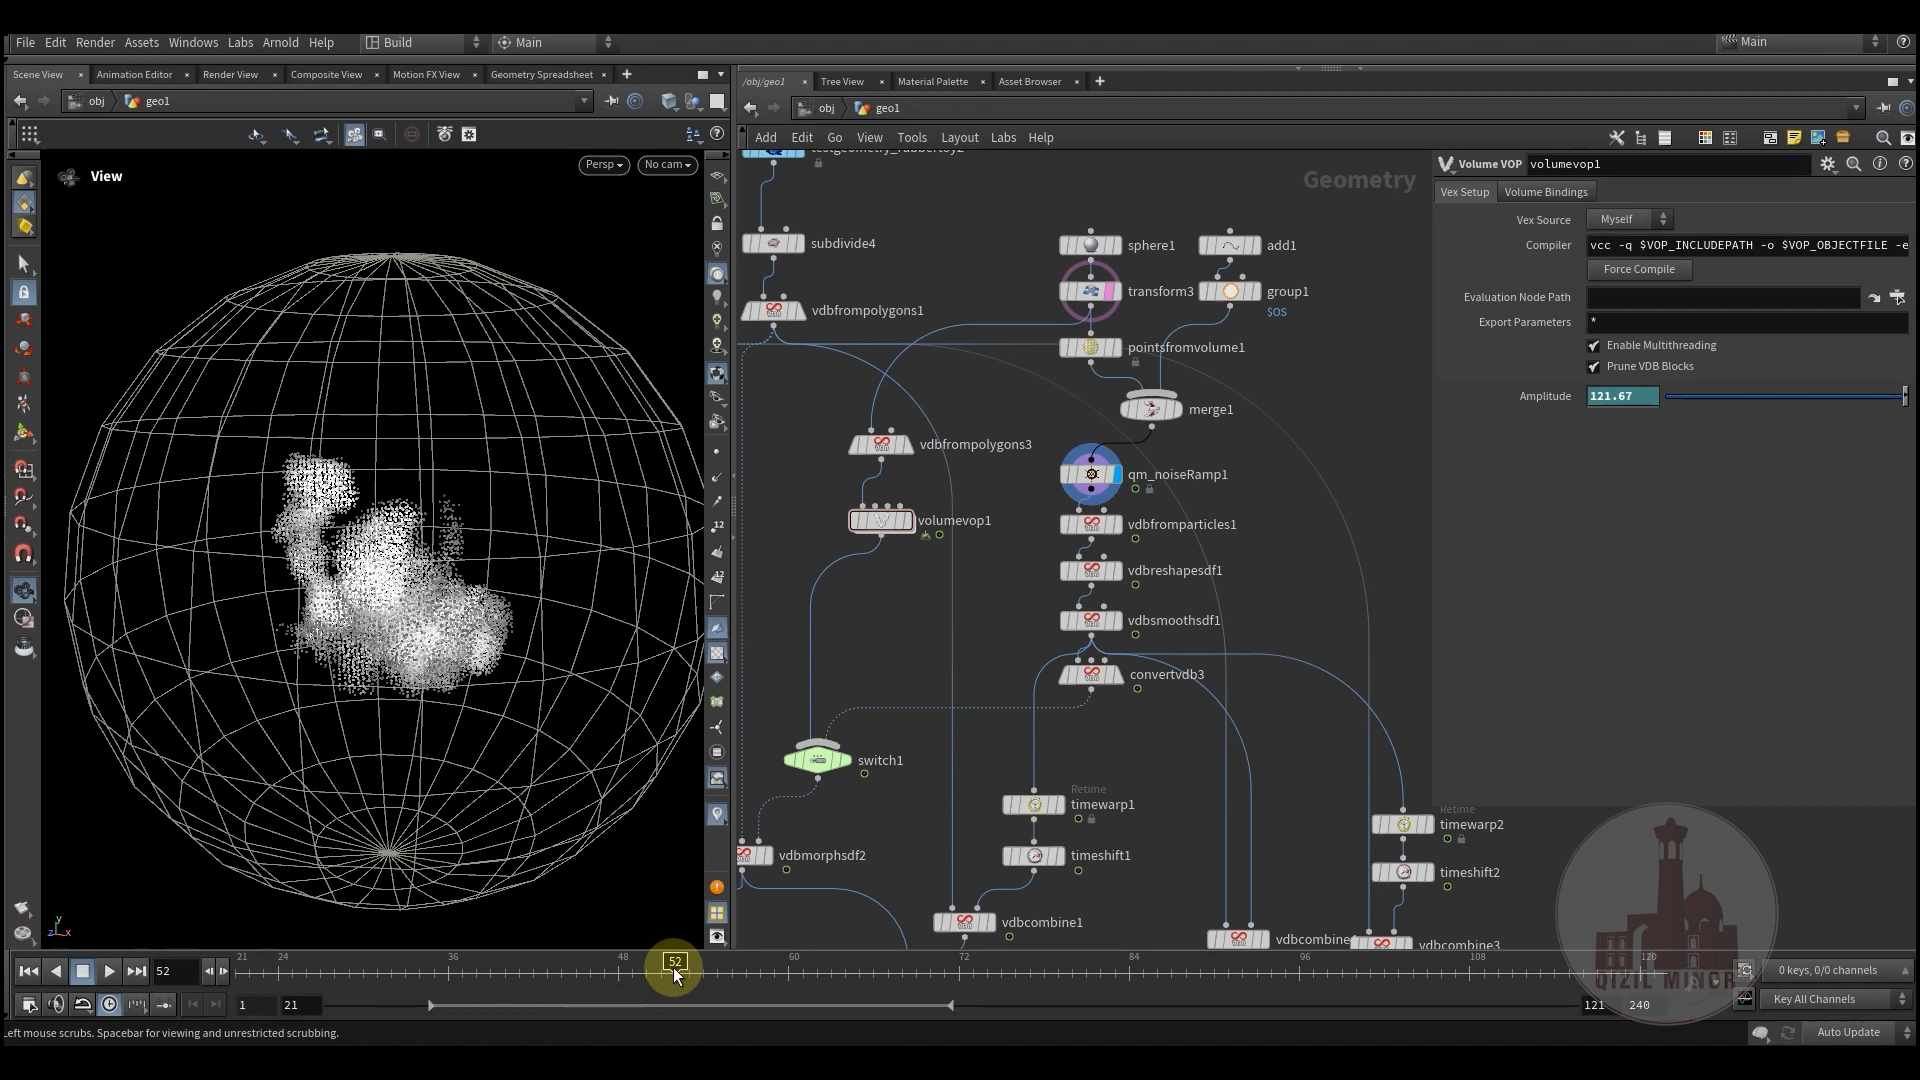 File Edit Render Assets Windows Labs Arnold Help Build Main Main
Scene View Animation Editor Render View Composite View Motion FX View Geometry Spreadsheet
/obj/geo1 Tree View Material Palette Asset Browser
obj geo1
obj geo1
Add Edit Go View Tools Layout Labs Help
View
Persp No cam
Geometry
subdivide4
vdbfrompolygons1
sphere1
add1
transform3
group1
$OS
pointsfromvolume1
merge1
vdbfrompolygons3
qm_noiseRamp1
volumevop1
vdbfromparticles1
vdbreshapesdf1
vdbsmoothsdf1
convertvdb3
switch1
Retime
timewarp1
Retime
timewarp2
vdbmorphsdf2
timeshift1
timeshift2
vdbcombine1
vdbcombine
vdbcombine3
Volume VOP volumevop1
Vex Setup Volume Bindings
Vex Source Myself
Compiler vcc -q $VOP_INCLUDEPATH -o $VOP_OBJECTFILE -e
Force Compile
Evaluation Node Path
Export Parameters *
Enable Multithreading
Prune VDB Blocks
Amplitude 121.67
12
12
y
z x
QIZIL MINOR
52
21 24 36 48 52 60 72 84 96 108 120
0 keys, 0/0 channels
1 21 121 240
Key All Channels
Left mouse scrubs. Spacebar for viewing and unrestricted scrubbing.
Auto Update